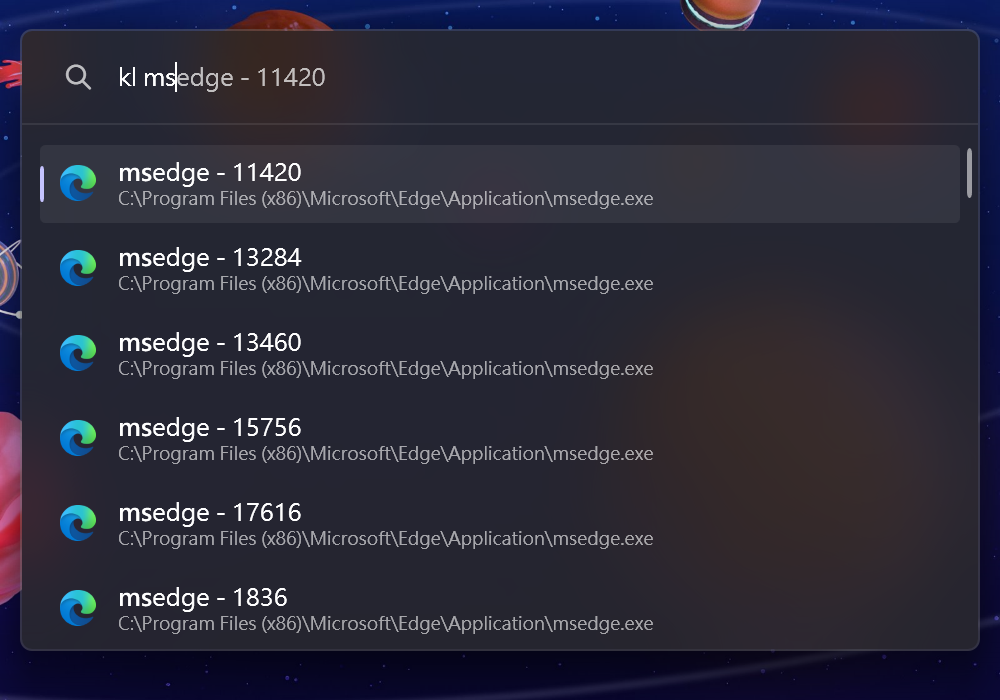 kl msedge - 11420
msedge - 11420
C:\Program Files (x86)\Microsoft\Edge\Application\msedge.exe
msedge - 13284
C:\Program Files (x86)\Microsoft\Edge\Application\msedge.exe
msedge - 13460
C:\Program Files (x86)\Microsoft\Edge\Application\msedge.exe
msedge - 15756
C:\Program Files (x86)\Microsoft\Edge\Application\msedge.exe
msedge - 17616
C:\Program Files (x86)\Microsoft\Edge\Application\msedge.exe
msedge - 1836
C:\Program Files (x86)\Microsoft\Edge\Application\msedge.exe